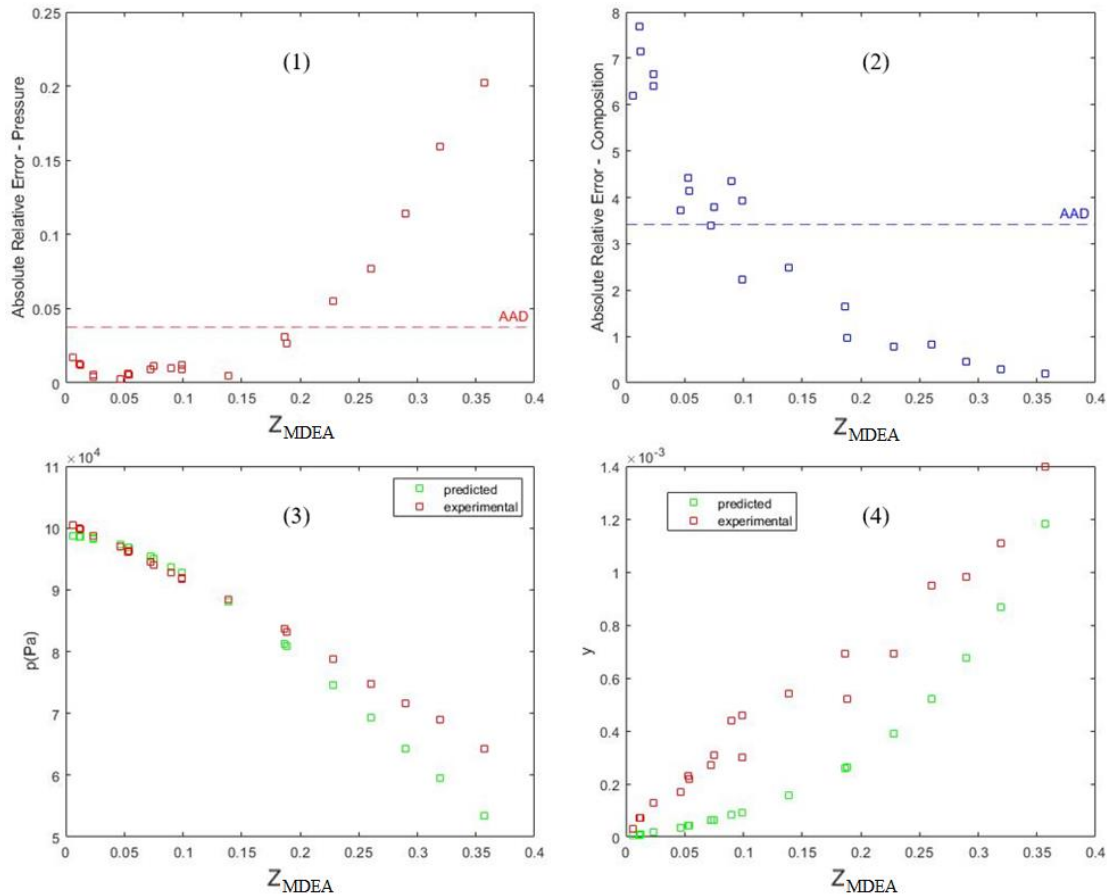 (1)
Absolute Relative Error - Pressure
0.25
0.2
0.15
0.1
0.05
0
AAD
0 0.05 0.1 0.15 0.2 0.25 0.3 0.35 0.4
Z MDEA
(2)
Absolute Relative Error - Composition
8
7
6
5
4
3
2
1
0
AAD
0 0.05 0.1 0.15 0.2 0.25 0.3 0.35 0.4
Z MDEA
× 10⁴
(3)
predicted
experimental
p(Pa)
11
10
9
8
7
6
5
0 0.05 0.1 0.15 0.2 0.25 0.3 0.35 0.4
Z MDEA
× 10⁻³
(4)
predicted
experimental
y
1.4
1.2
1
0.8
0.6
0.4
0.2
0
0 0.05 0.1 0.15 0.2 0.25 0.3 0.35 0.4
Z MDEA